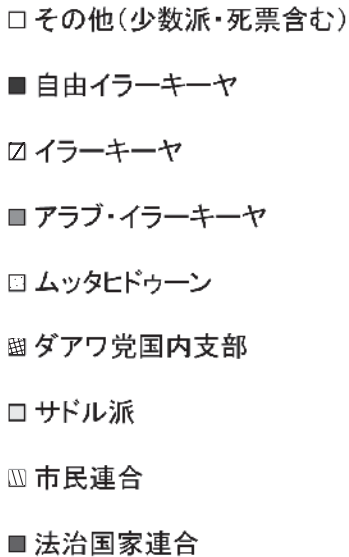 その他(少数派・死票含む)
自由イラーキーヤ
イラーキーヤ
アラブ・イラーキーヤ
ムッタヒドゥーン
ダアワ党国内支部
サドル派
市民連合
法治国家連合